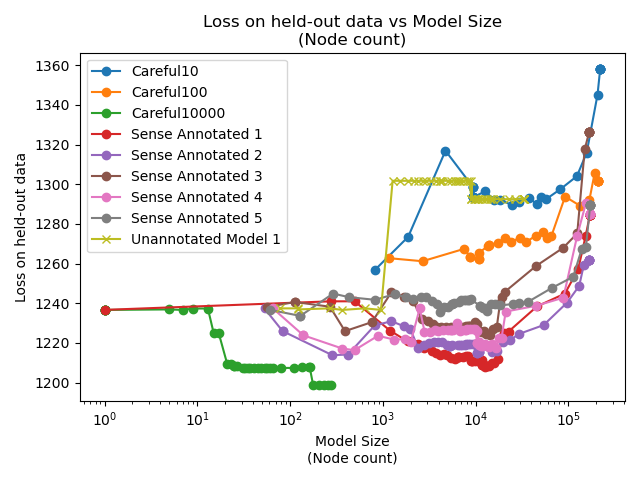 Loss on held-out data vs Model Size
(Node count)
Loss on held-out data
1360
1340
1320
1300
1280
1260
1240
1220
1200
Careful10
Careful100
Careful10000
Sense Annotated 1
Sense Annotated 2
Sense Annotated 3
Sense Annotated 4
Sense Annotated 5
Unannotated Model 1
10⁰ 10¹ 10² 10³ 10⁴ 10⁵
Model Size
(Node count)